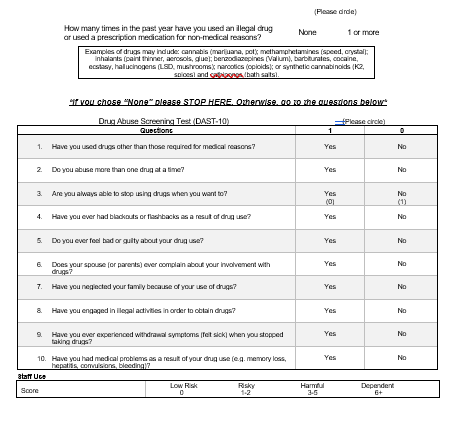 (Please circle)
How many times in the past year have you used an illegal drug None 1 or more
or used a prescription medication for non-medical reasons?
Examples of drugs may include: cannabis (marijuana, pot); methamphetamines (speed, crystal);
inhalants (paint thinner, aerosols, glue); benzodiazepines (Valium), barbiturates, cocaine,
ecstasy, hallucinogens (LSD, mushrooms); narcotics (opioids); or synthetic cannabinoids (K2,
spices) and (bath salts).
*If you chose "None" please STOP HERE. Otherwise, go to the questions below*
Drug Abuse Screening Test (DAST-10) (Please circle)
Questions 1 0
1. Have you used drugs other than those required for medical reasons? Yes No
2. Do you abuse more than one drug at a time? Yes No
3. Are you always able to stop using drugs when you want to? Yes No
(0) (1)
4. Have you ever had blackouts or flashbacks as a result of drug use? Yes No
5. Do you ever feel bad or guilty about your drug use? Yes No
6. Does your spouse (or parents) ever complain about your involvement with Yes No
drugs?
7. Have you neglected your family because of your use of drugs? Yes No
8. Have you engaged in illegal activities in order to obtain drugs? Yes No
9. Have you ever experienced withdrawal symptoms (felt sick) when you stopped Yes No
taking drugs?
10. Have you had medical problems as a result of your drug use (e.g. memory loss, Yes No
hepatitis, convulsions, bleeding)?
Staff Use
Score Low Risk Risky Harmful Dependent
0 1-2 3-5 6+